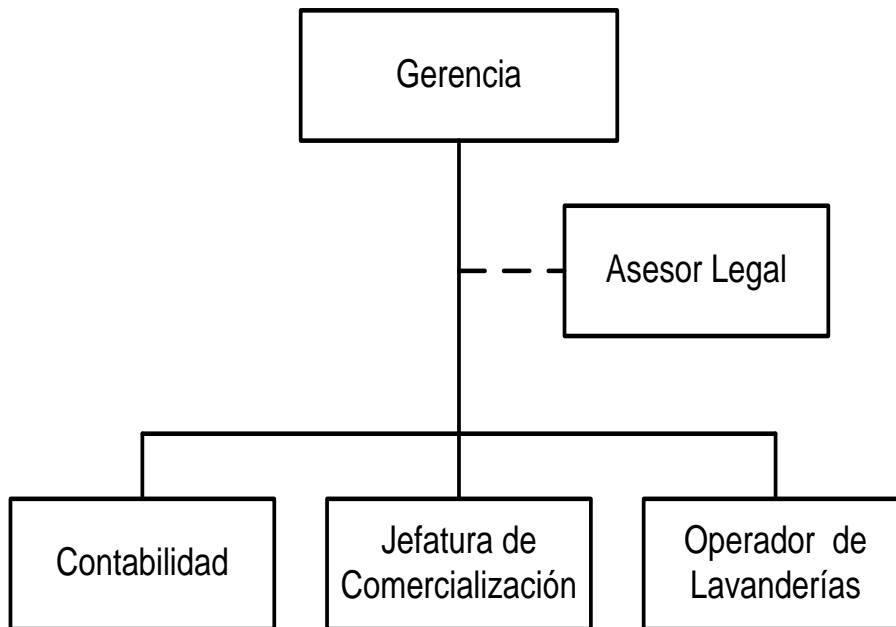 Gerencia
Asesor Legal
Contabilidad
Jefatura de
Comercialización
Operador de
Lavanderías